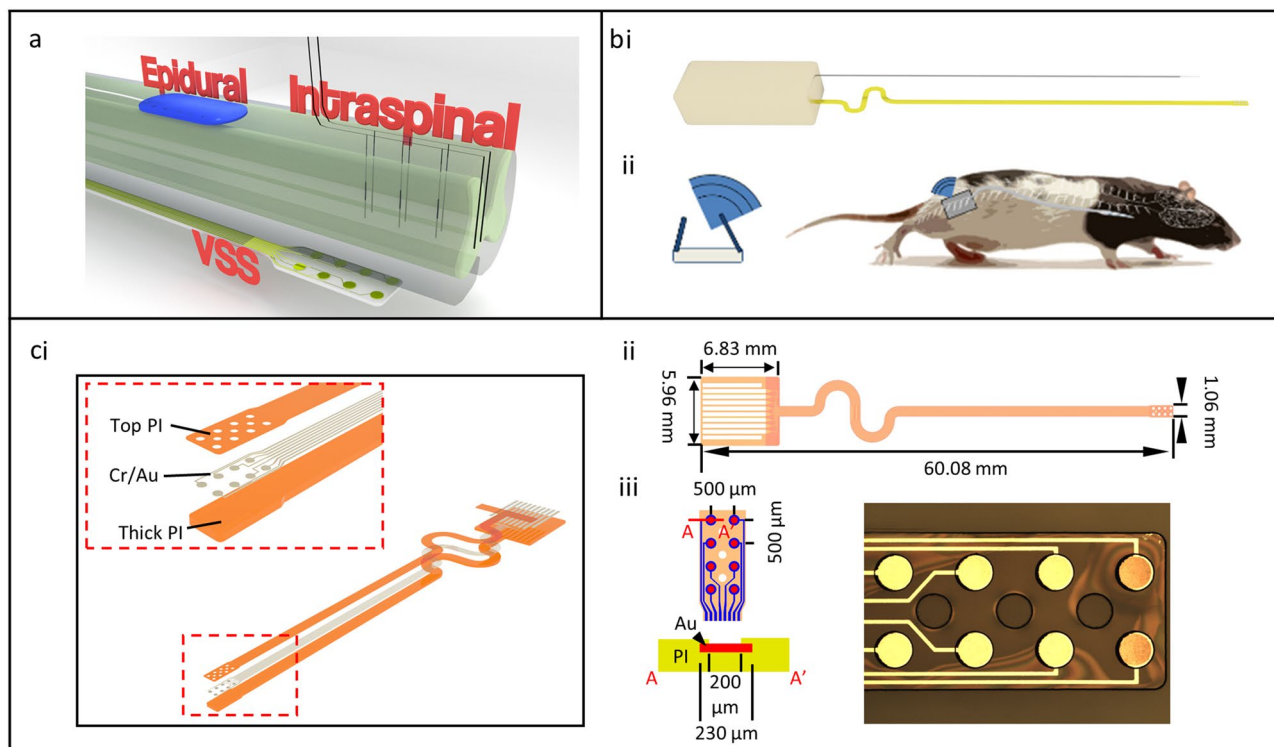 a
Epidural
Intraspinal
VSS
bi
ii
ci
Top PI
Cr/Au
Thick PI
ii
6.83 mm
5.96 mm
1.06 mm
60.08 mm
iii
500 µm
500 µm
A
A'
Au
PI
A
A'
200
µm
230 µm